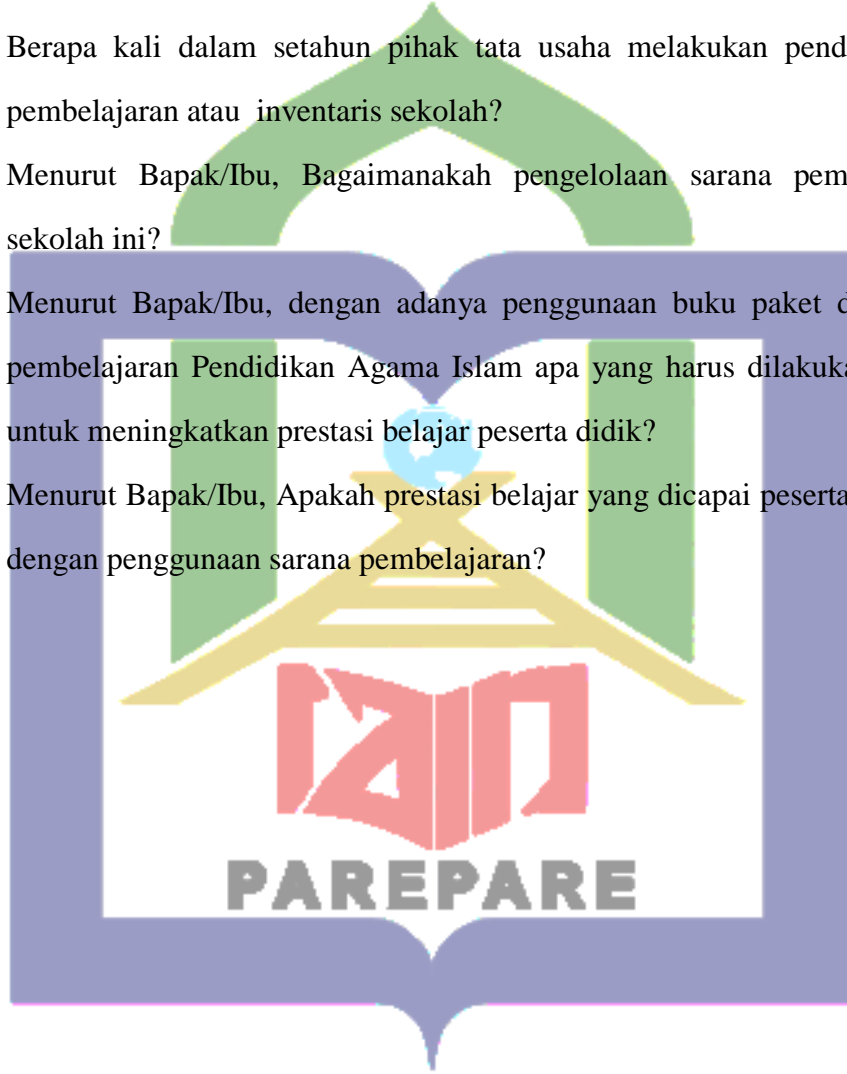 Berapa kali dalam setahun pihak tata usaha melakukan pend
pembelajaran atau inventaris sekolah?
Menurut Bapak/Ibu, Bagaimanakah pengelolaan sarana pem
sekolah ini?
Menurut Bapak/Ibu, dengan adanya penggunaan buku paket d
pembelajaran Pendidikan Agama Islam apa yang harus dilakuka
untuk meningkatkan prestasi belajar peserta didik?
Menurut Bapak/Ibu, Apakah prestasi belajar yang dicapai peserta
dengan penggunaan sarana pembelajaran?
iain
PAREPARE